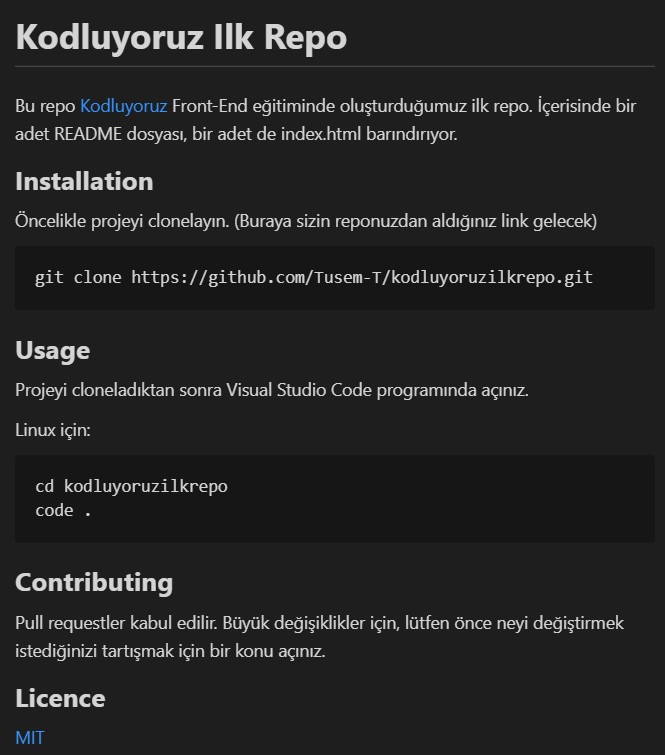 Kodluyoruz Ilk Repo
Bu repo Kodluyoruz Front-End eğitiminde oluşturduğumuz ilk repo. İçerisinde bir
adet README dosyası, bir adet de index.html barındırıyor.
Installation
Öncelikle projeyi clonelayın. (Buraya sizin reponuzdan aldığınız link gelecek)
git clone https://github.com/Tusem-T/kodluyoruzilkrepo.git
Usage
Projeyi cloneladıktan sonra Visual Studio Code programında açınız.
Linux için:
cd kodluyoruzilkrepo
code .
Contributing
Pull requestler kabul edilir. Büyük değişiklikler için, lütfen önce neyi değiştirmek
istediğinizi tartışmak için bir konu açınız.
Licence
MIT